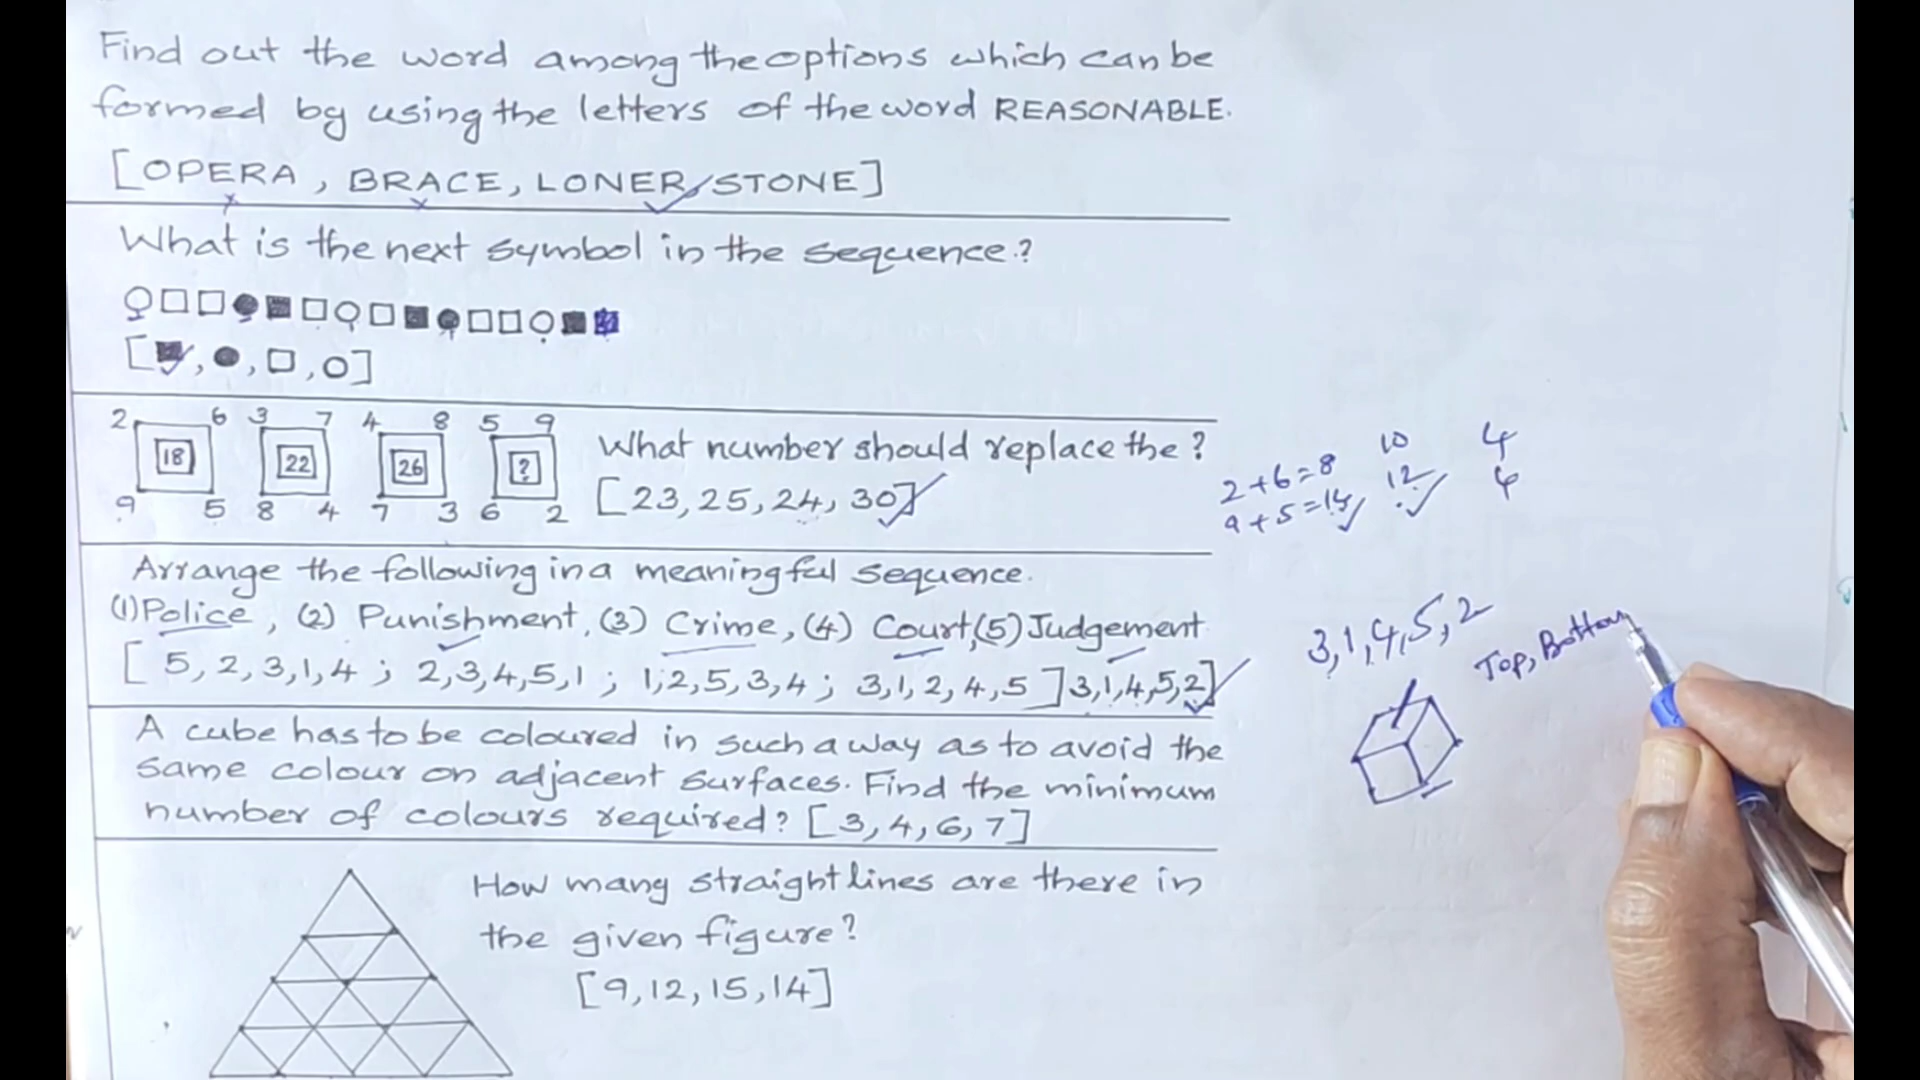 Find out the word among the options which can be
formed by using the letters of the word REASONABLE.
[OPERA, BRACE, LONER, STONE]
What is the next symbol in the sequence?
2 6 3 7 4 8 5 9
18 22 26 ?
9 5 8 4 7 3 6 2
What number should replace the ?
[23, 25, 24, 30]
2+6=8 10 4
9+5=14 12 4
Arrange the following in a meaningful sequence.
(1) Police, (2) Punishment, (3) Crime, (4) Court, (5) Judgement
[5, 2, 3, 1, 4 ; 2, 3, 4, 5, 1 ; 1, 2, 5, 3, 4 ; 3, 1, 2, 4, 5 ] 3, 1, 4, 5, 2]
3, 1, 4, 5, 2
Top, Bottom
A cube has to be coloured in such a way as to avoid the
same colour on adjacent surfaces. Find the minimum
number of colours required? [3, 4, 6, 7]
How many straight lines are there in
the given figure?
[9, 12, 15, 14]